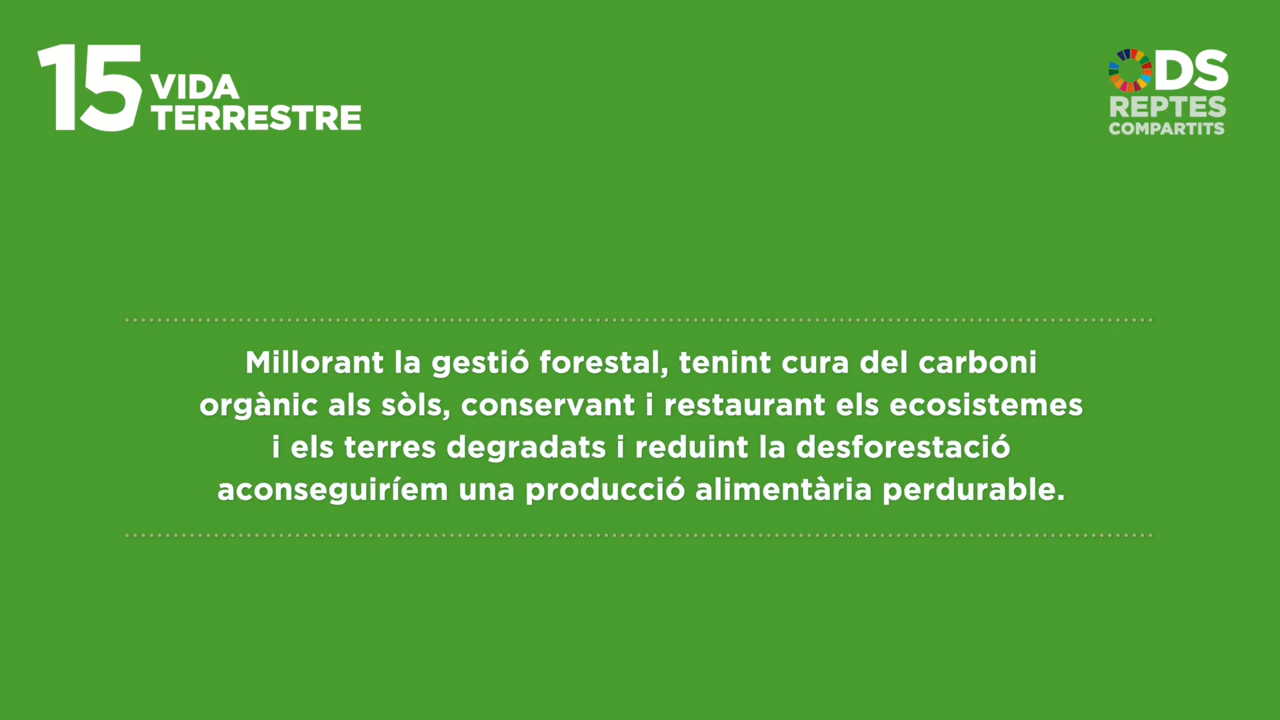 15 VIDA
TERRESTRE
ODS
REPTES
COMPARTITS
Millorant la gestió forestal, tenint cura del carboni
orgànic als sòls, conservant i restaurant els ecosistemes
i els terres degradats i reduint la desforestació
aconseguiríem una producció alimentària perdurable.